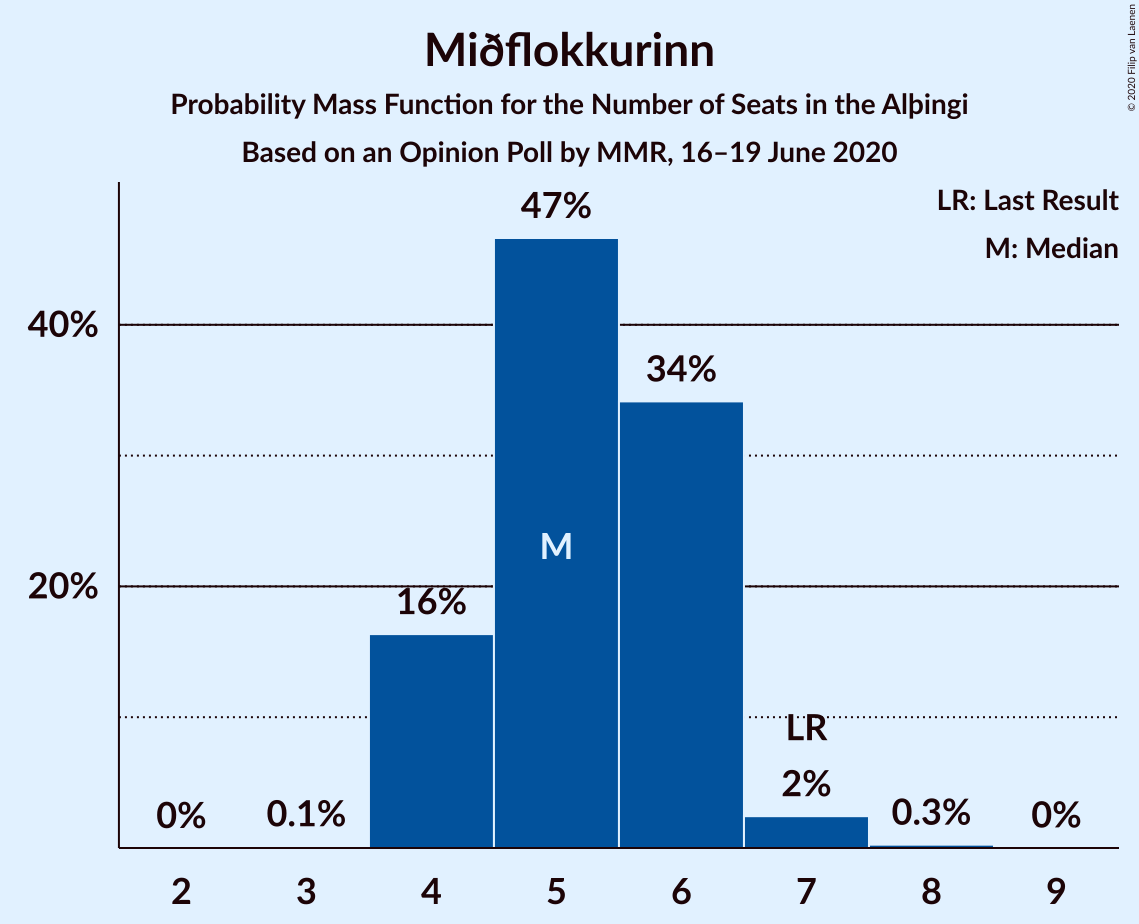 Miðflokkurinn
Probability Mass Function for the Number of Seats in the Alþingi
Based on an Opinion Poll by MMR, 16–19 June 2020
© 2020 Filip van Laenen
LR: Last Result
M: Median
47%
40%
34%
M
20%
16%
LR
2%
0%
0.1%
0.3%
0%
2 3 4 5 6 7 8 9